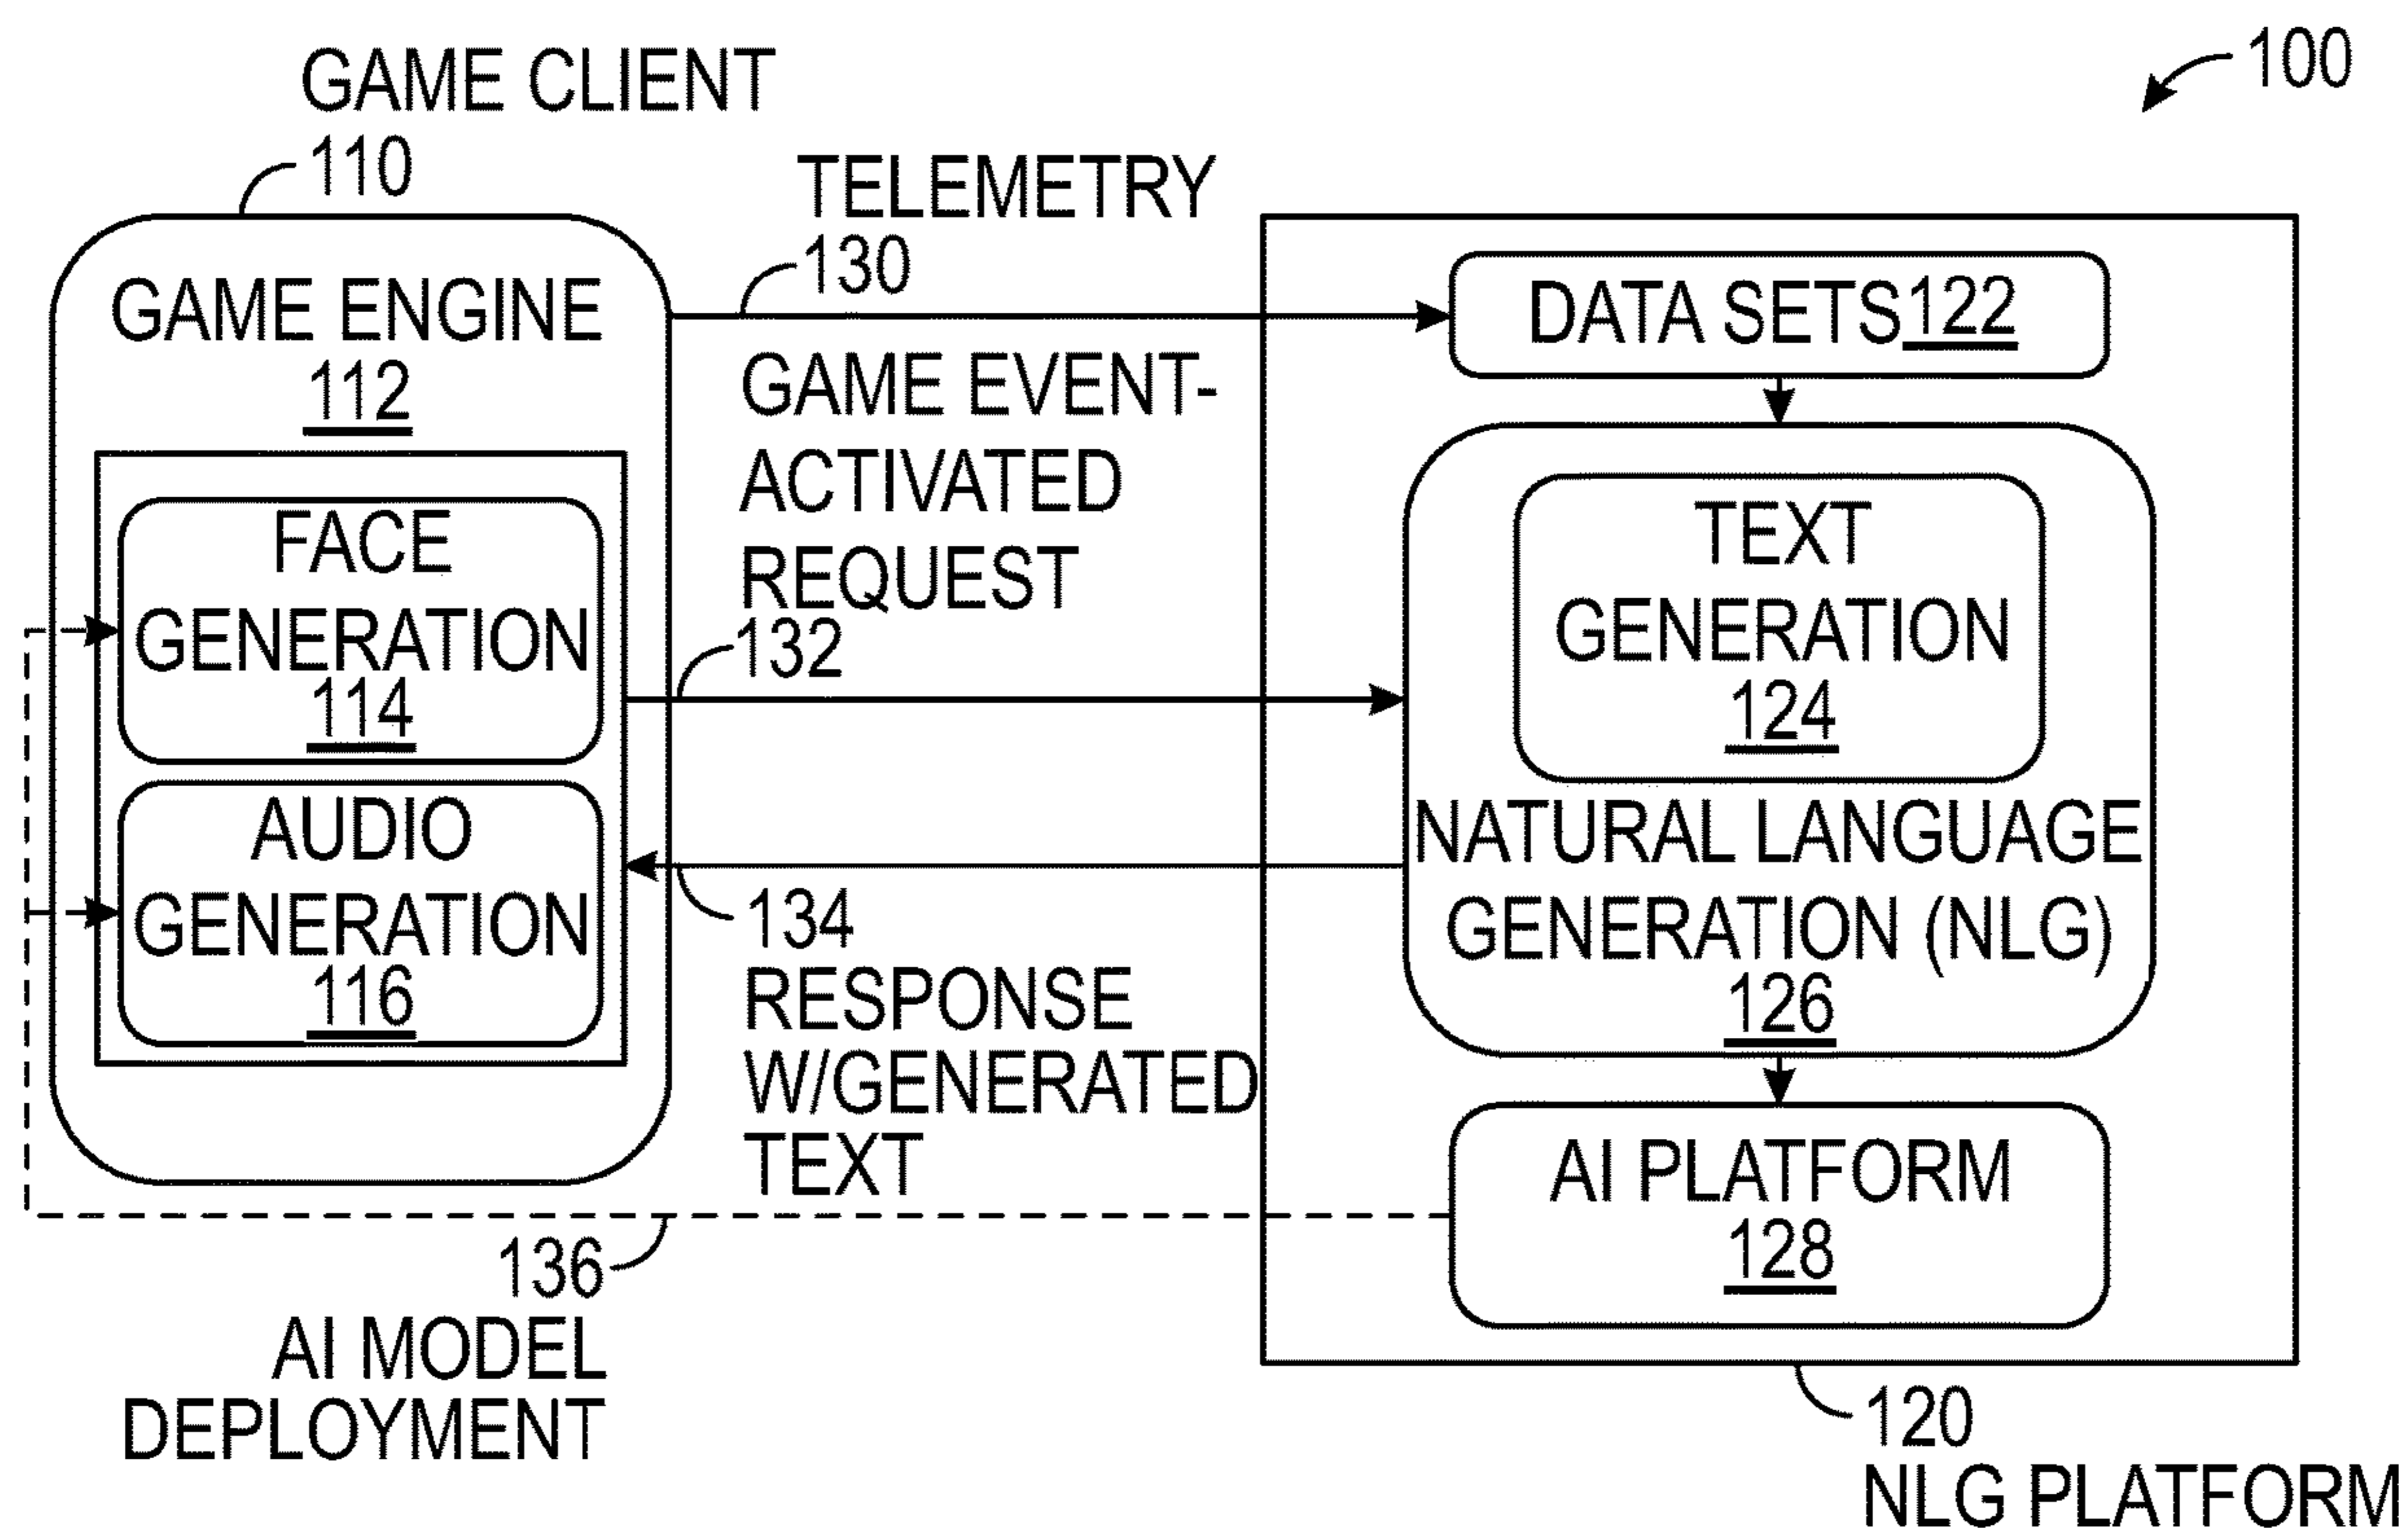 100
GAME CLIENT
110
GAME ENGINE
112
FACE
GENERATION
114
AUDIO
GENERATION
116
TELEMETRY
130
GAME EVENT-
ACTIVATED
REQUEST
132
134
RESPONSE
W/GENERATED
TEXT
136
AI MODEL
DEPLOYMENT
DATA SETS 122
TEXT
GENERATION
124
NATURAL LANGUAGE
GENERATION (NLG)
126
AI PLATFORM
128
120
NLG PLATFORM